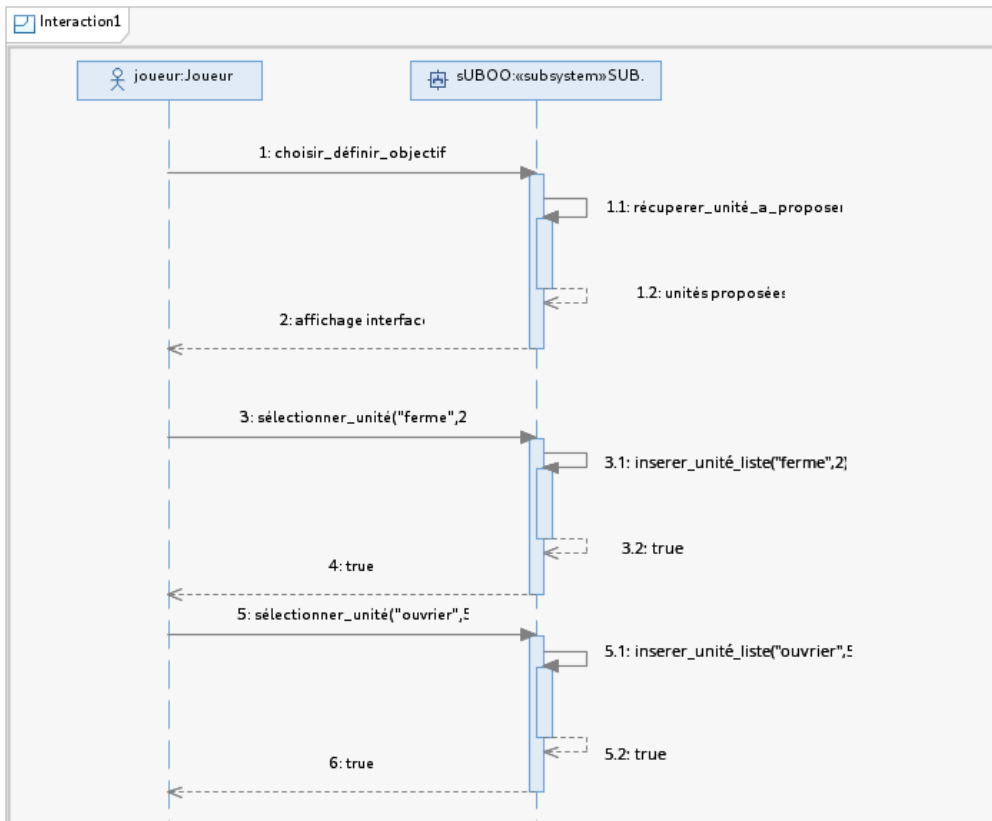 Interaction1
joueur:Joueur
sUBOO:«subsystem»SUB.
1: choisir_définir_objectif
1.1: récuperer_unité_a_proposer
1.2: unités proposées
2: affichage interfac
3: sélectionner_unité("ferme",2
3.1: inserer_unité_liste("ferme",2)
3.2: true
4: true
5: sélectionner_unité("ouvrier",5
5.1: inserer_unité_liste("ouvrier",5
5.2: true
6: true